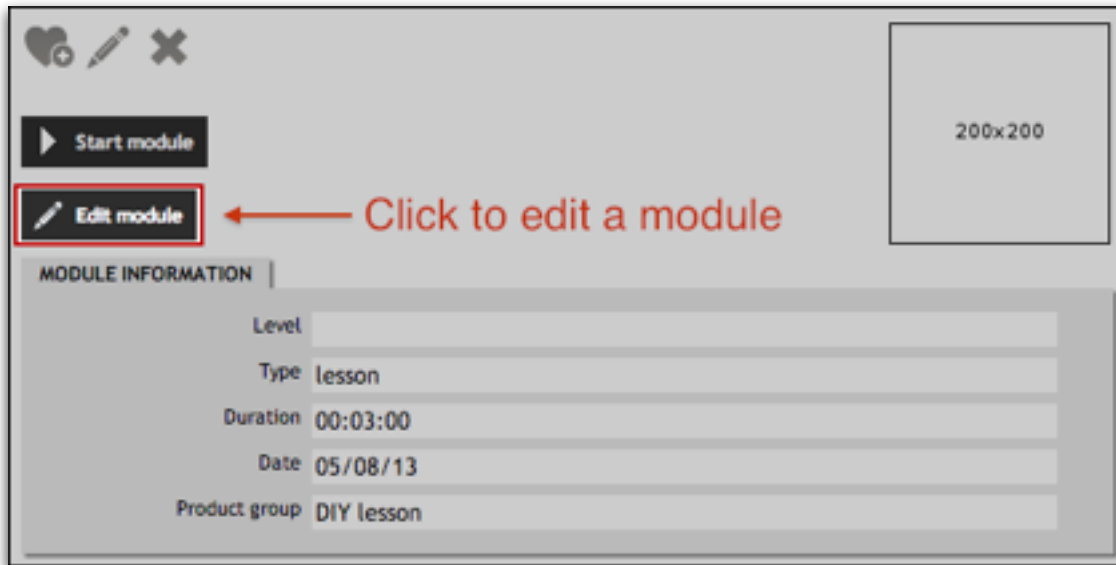 200x200
Start module
Edit module
Click to edit a module
MODULE INFORMATION
Level
Type lesson
Duration 00:03:00
Date 05/08/13
Product group DIY lesson